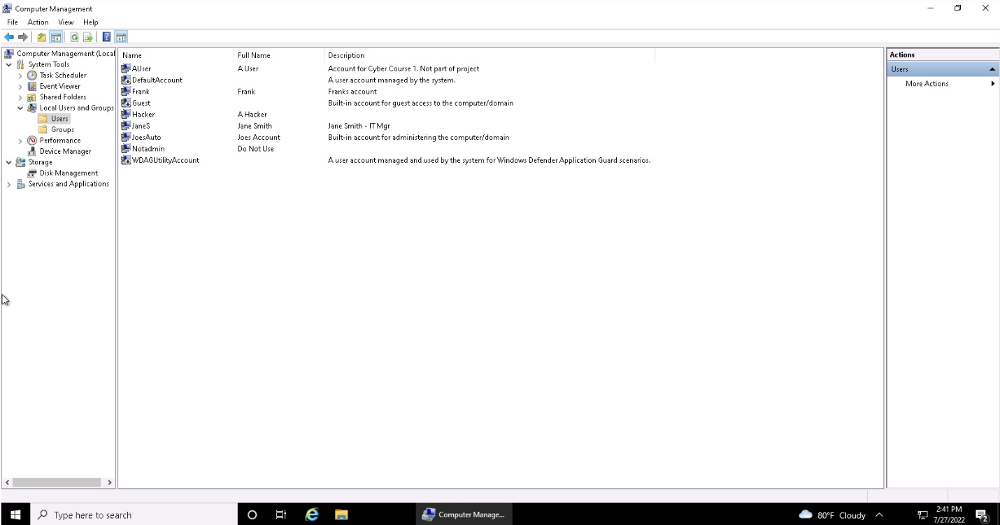 Computer Management
File Action View Help
Computer Management (Local
System Tools
Task Scheduler
Event Viewer
Shared Folders
Local Users and Groups
Users
Groups
Performance
Device Manager
Storage
Disk Management
Services and Applications
Name Full Name Description
AUser A User Account for Cyber Course 1. Not part of project
DefaultAccount A user account managed by the system.
Frank Frank Franks account
Guest Built-in account for guest access to the computer/domain
Hacker A Hacker
JaneS Jane Smith Jane Smith - IT Mgr
JoesAuto Joes Account Built-in account for administering the computer/domain
Notadmin Do Not Use
WDAGUtilityAccount A user account managed and used by the system for Windows Defender Application Guard scenarios.
Actions
Users
More Actions
Type here to search
Computer Manage...
80°F Cloudy
2:41 PM
7/27/2022
2